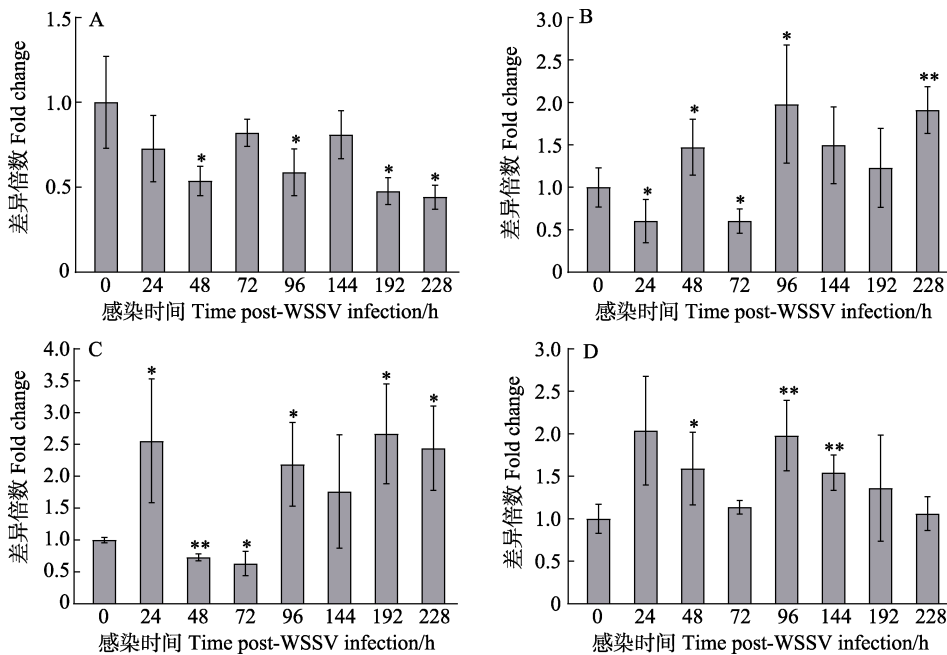 A
1.5
1.0
0.5
0
差异倍数 Fold change
*
*
*
*
0 24 48 72 96 144 192 228
感染时间 Time post-WSSV infection/h
B
3.0
2.5
2.0
1.5
1.0
0.5
0
差异倍数 Fold change
*
*
*
*
**
0 24 48 72 96 144 192 228
感染时间 Time post-WSSV infection/h
C
4.0
3.5
3.0
2.5
2.0
1.5
1.0
0.5
0
差异倍数 Fold change
*
**
*
*
*
*
0 24 48 72 96 144 192 228
感染时间 Time post-WSSV infection/h
D
3.0
2.5
2.0
1.5
1.0
0.5
0
差异倍数 Fold change
*
**
**
0 24 48 72 96 144 192 228
感染时间 Time post-WSSV infection/h